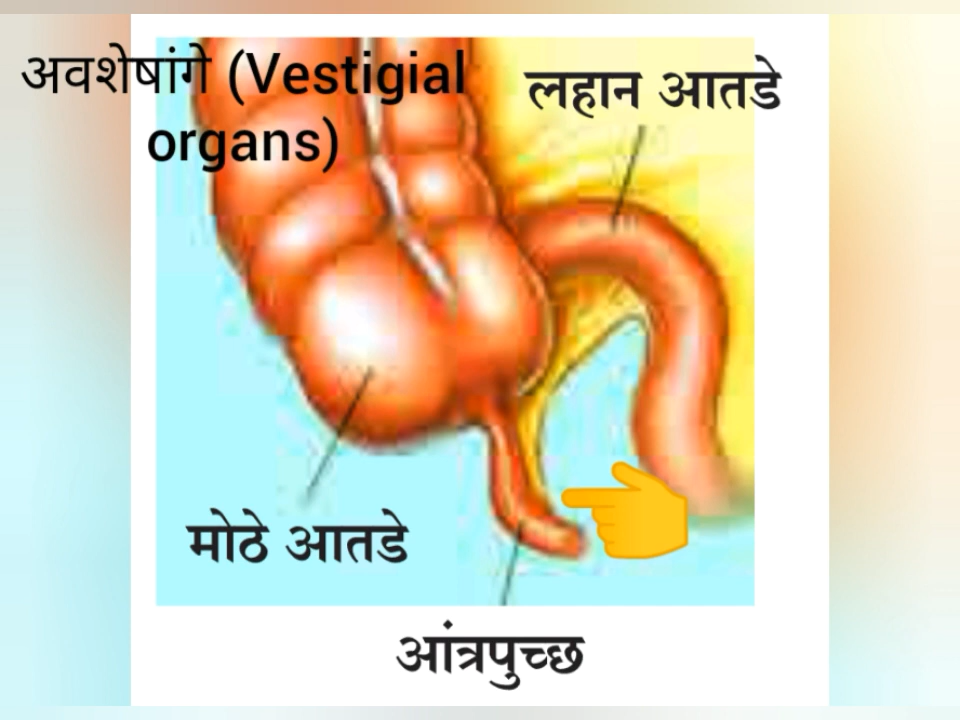 अवशेषांगे (Vestigial
organs)
लहान आतडे
मोठे आतडे
आंत्रपुच्छ